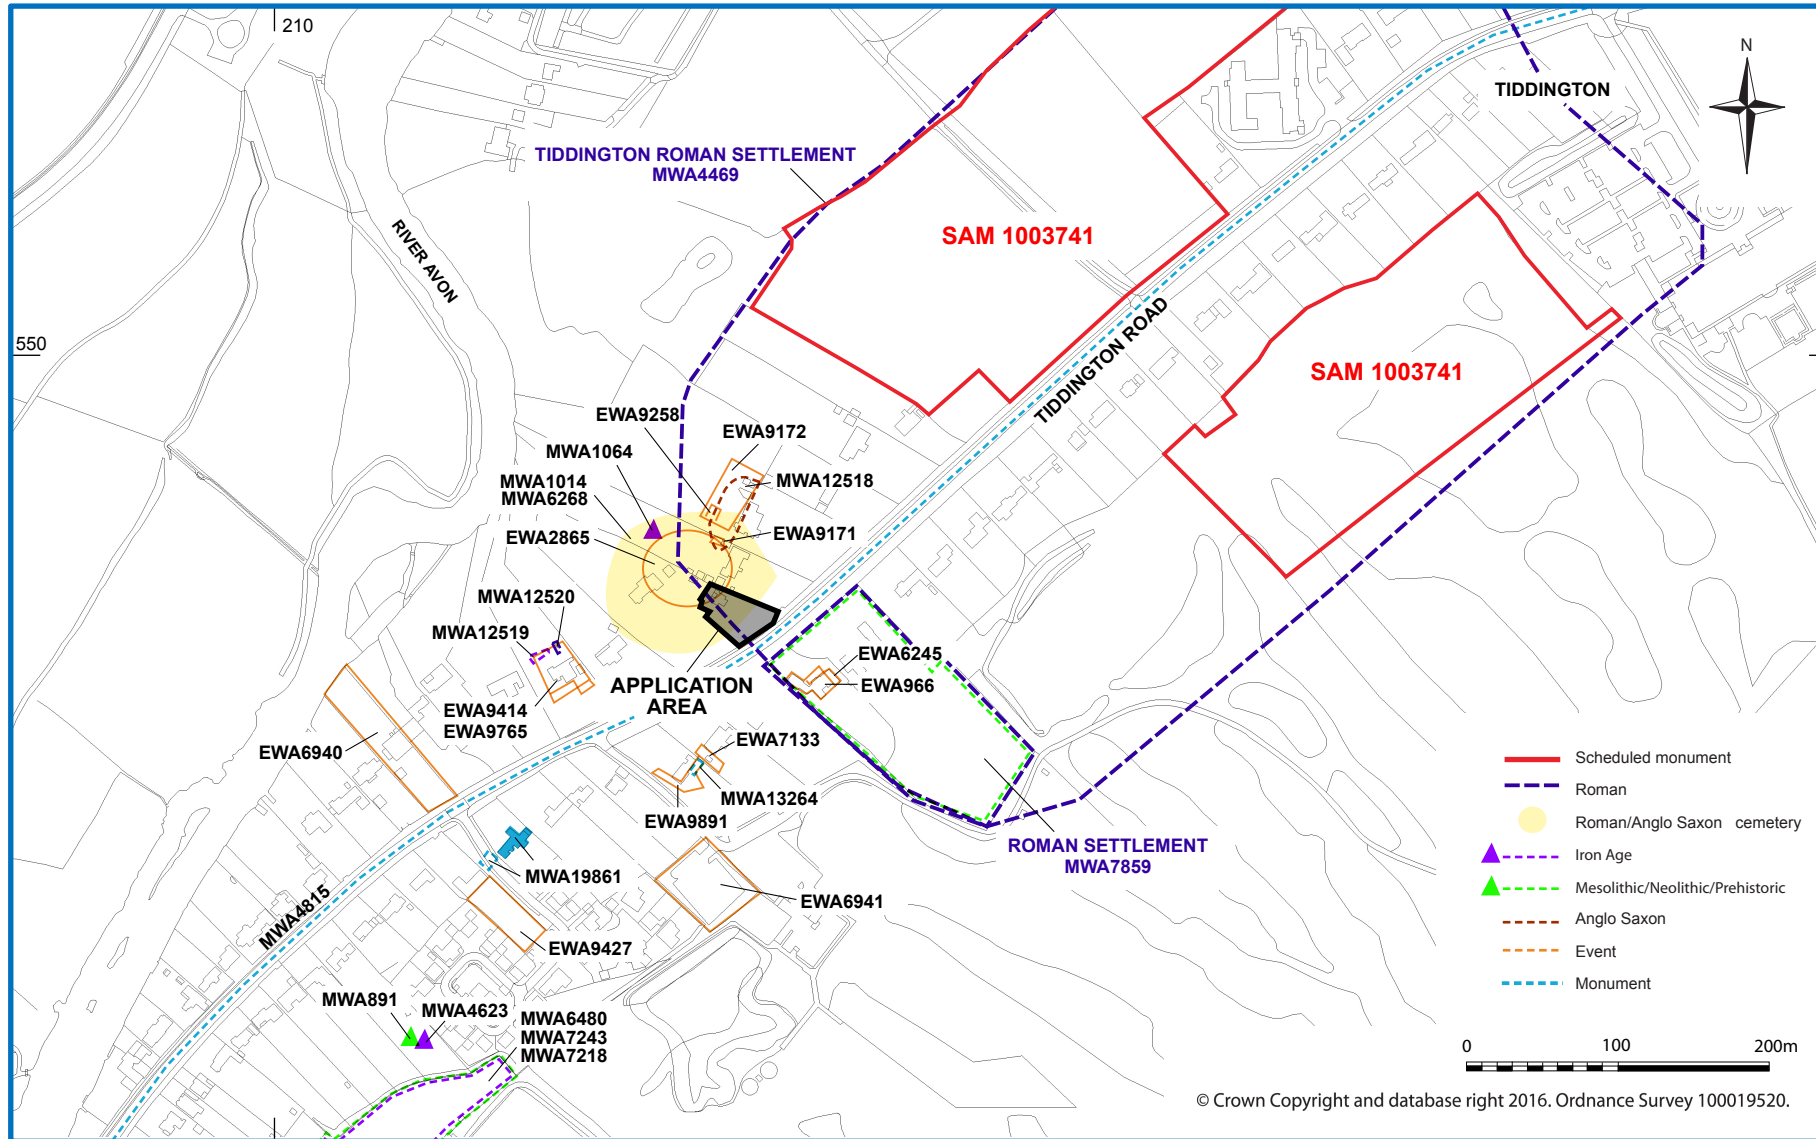 210
N
TIDDINGTON
TIDDINGTON ROMAN SETTLEMENT
MWA4469
RIVER AVON
SAM 1003741
550
TIDDINGTON ROAD
SAM 1003741
EWA9258
EWA9172
MWA1064
MWA1014
MWA6268
MWA12518
EWA2865
EWA9171
MWA12520
MWA12519
EWA6245
EWA966
APPLICATION
AREA
EWA9414
EWA9765
EWA6940
EWA7133
MWA13264
EWA9891
ROMAN SETTLEMENT
MWA7859
MWA19861
EWA6941
MWA4815
EWA9427
MWA891
MWA4623
MWA6480
MWA7243
MWA7218
Scheduled monument
Roman
Roman/Anglo Saxon cemetery
Iron Age
Mesolithic/Neolithic/Prehistoric
Anglo Saxon
Event
Monument
0 100 200m
© Crown Copyright and database right 2016. Ordnance Survey 100019520.